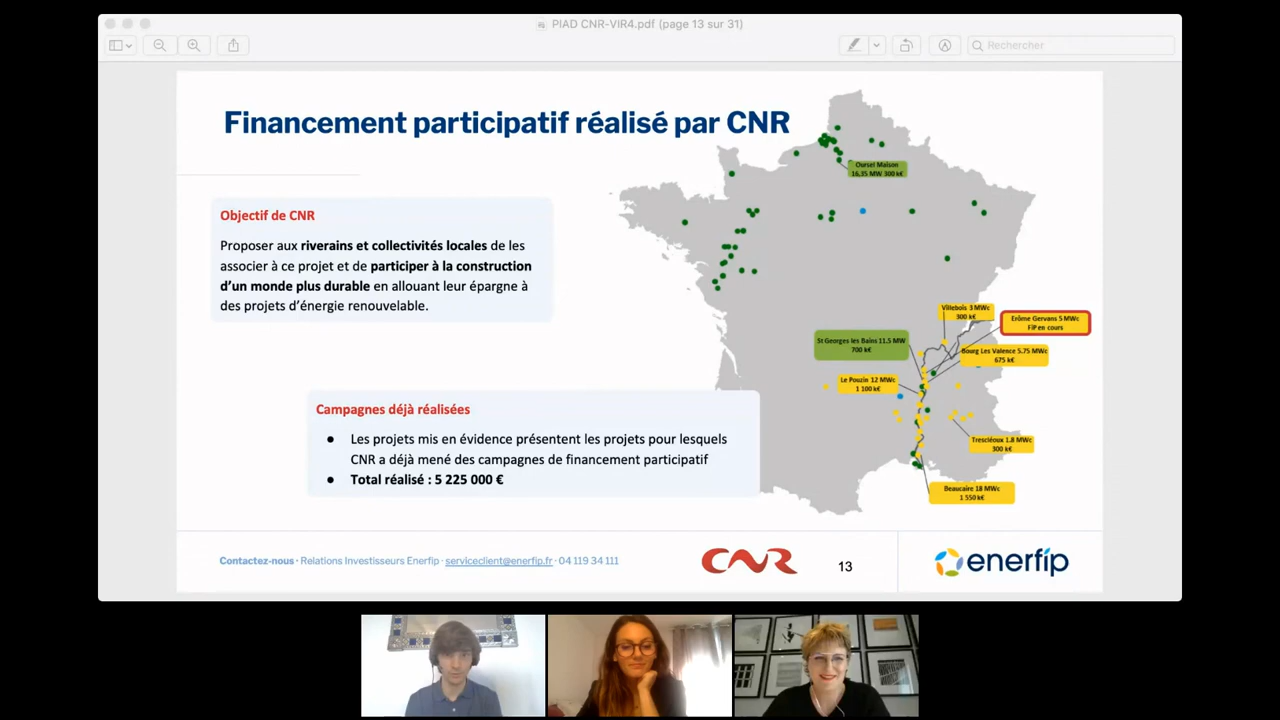 PIAD CNR-VIR4.pdf (page 13 sur 31)
Rechercher
Financement participatif réalisé par CNR
Objectif de CNR
Proposer aux riverains et collectivités locales de les
associer à ce projet et de participer à la construction
d'un monde plus durable en allouant leur épargne à
des projets d'énergie renouvelable.
Oursel Maison
16,35 MW 300 k€
Villebois 3 MWc
300 k€
Erôme Gervans 5 MWc
FiP en cours
St Georges les Bains 11.5 MW
700 k€
Bourg Les Valence 5.75 MWc
675 k€
Le Pouzin 12 MWc
1 100 k€
Trescléoux 1.8 MWc
300 k€
Beaucaire 18 MWc
1 550 k€
Campagnes déjà réalisées
● Les projets mis en évidence présentent les projets pour lesquels
CNR a déjà mené des campagnes de financement participatif
● Total réalisé : 5 225 000 €
Contactez-nous · Relations Investisseurs Enerfip · serviceclient@enerfip.fr · 04 119 34 111
CNR
13
enerfip